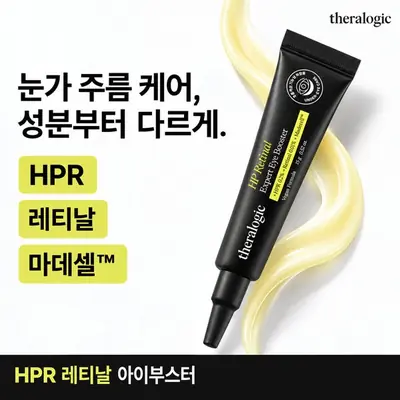 theralogic
눈가 주름 케어,
성분부터 다르게.
HPR
레티날
마데셀™
theralogic
HP Retinal
Expert Eye Booster
Vegan Formula
HPR 레티날 아이부스터